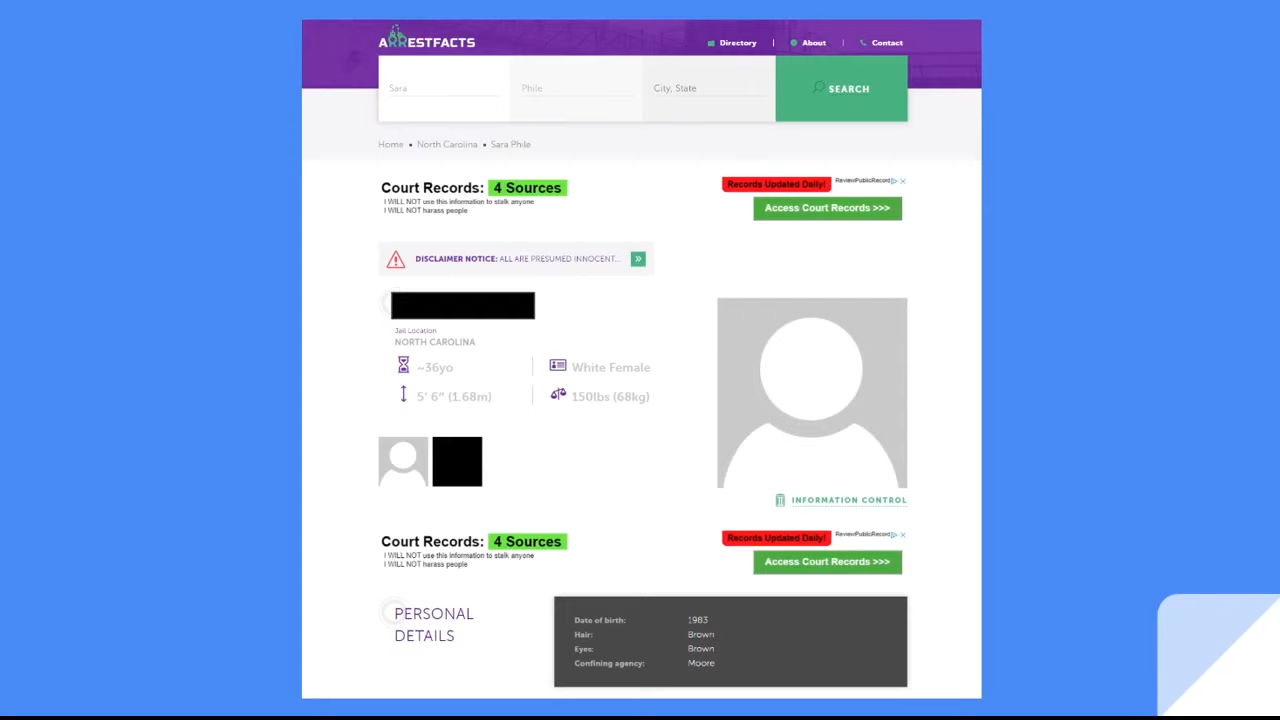 ARRESTFACTS
Directory | About | Contact
Sara Phile City, State SEARCH
Home • North Carolina • Sara Phile
Court Records: 4 Sources
I WILL NOT use this information to stalk anyone
I WILL NOT harass people
Records Updated Daily! ReviewPublicRecord
Access Court Records >>>
DISCLAIMER NOTICE: ALL ARE PRESUMED INNOCENT... »
Jail Location
NORTH CAROLINA
~36yo White Female
5' 6" (1.68m) 150lbs (68kg)
INFORMATION CONTROL
Court Records: 4 Sources
I WILL NOT use this information to stalk anyone
I WILL NOT harass people
Records Updated Daily! ReviewPublicRecord
Access Court Records >>>
PERSONAL
DETAILS
Date of birth: 1983
Hair: Brown
Eyes: Brown
Confining agency: Moore